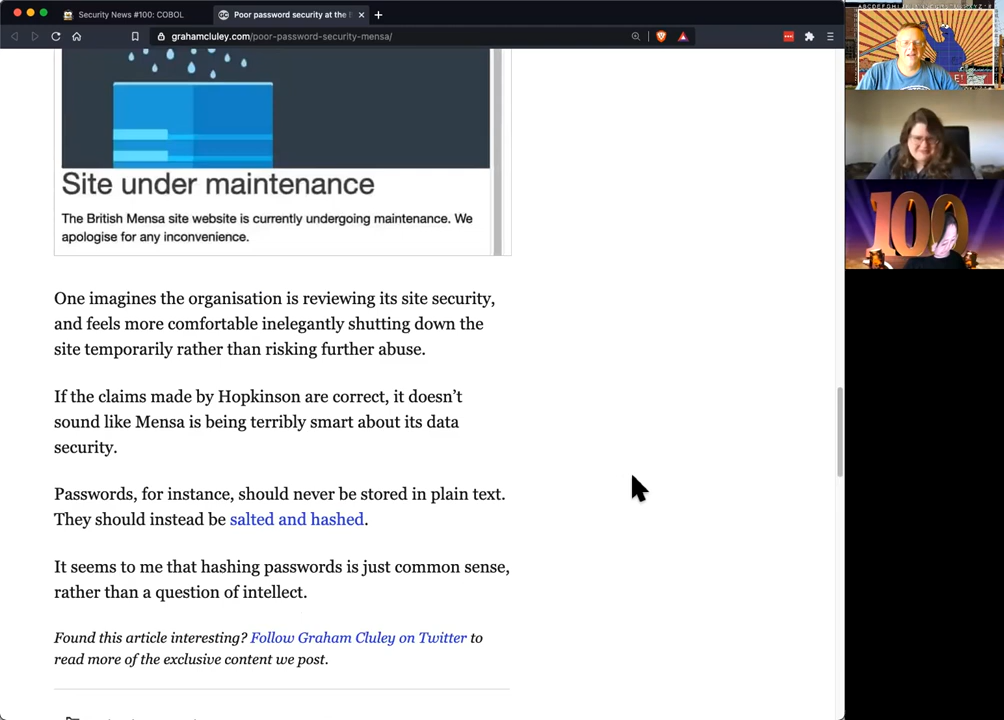 Security News #100: COBOL
Poor password security at the
grahamcluley.com/poor-password-security-mensa/
Site under maintenance
The British Mensa site website is currently undergoing maintenance. We
apologise for any inconvenience.
One imagines the organisation is reviewing its site security,
and feels more comfortable inelegantly shutting down the
site temporarily rather than risking further abuse.
If the claims made by Hopkinson are correct, it doesn’t
sound like Mensa is being terribly smart about its data
security.
Passwords, for instance, should never be stored in plain text.
They should instead be salted and hashed.
It seems to me that hashing passwords is just common sense,
rather than a question of intellect.
Found this article interesting? Follow Graham Cluley on Twitter to
read more of the exclusive content we post.
100